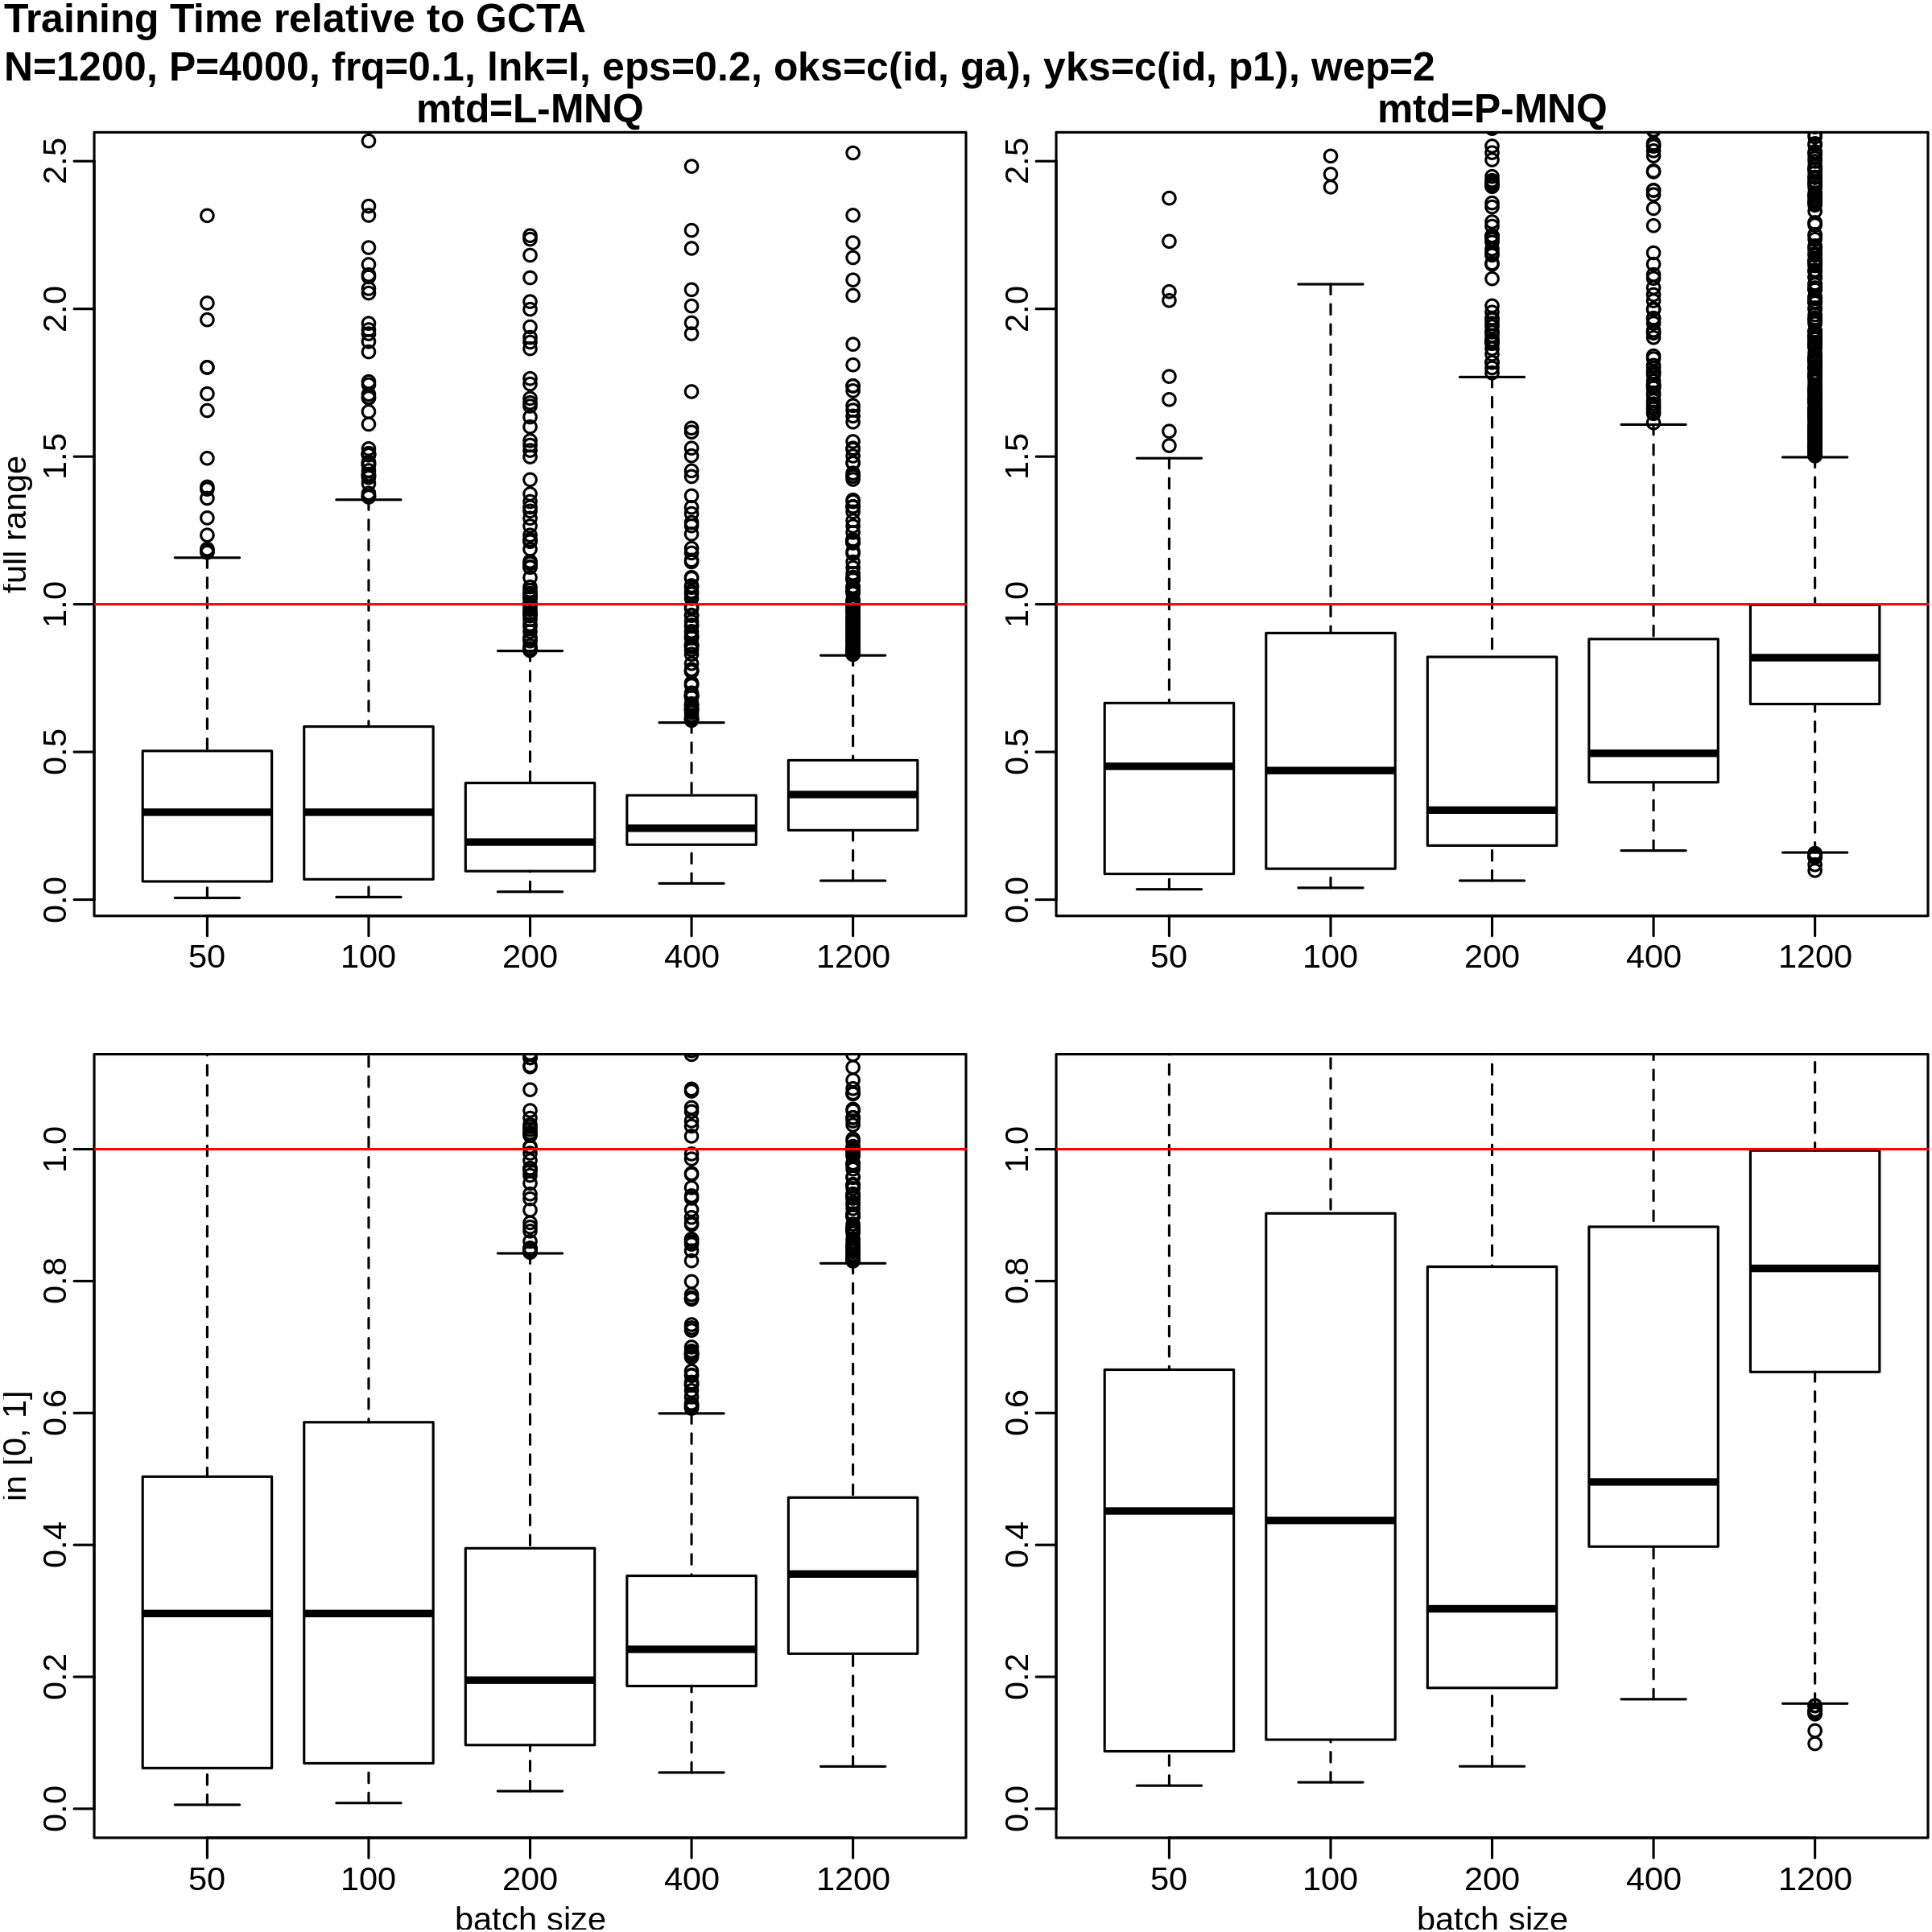 Training Time relative to GCTA
N=1200, P=4000, frq=0.1, lnk=I, eps=0.2, oks=c(id, ga), yks=c(id, p1), wep=2
mtd=L-MNQ
mtd=P-MNQ
full range
2.5
2.0
1.5
1.0
0.5
0.0
50 100 200 400 1200
2.5
2.0
1.5
1.0
0.5
0.0
50 100 200 400 1200
in [0, 1]
1.0
0.8
0.6
0.4
0.2
0.0
50 100 200 400 1200
batch size
1.0
0.8
0.6
0.4
0.2
0.0
50 100 200 400 1200
batch size